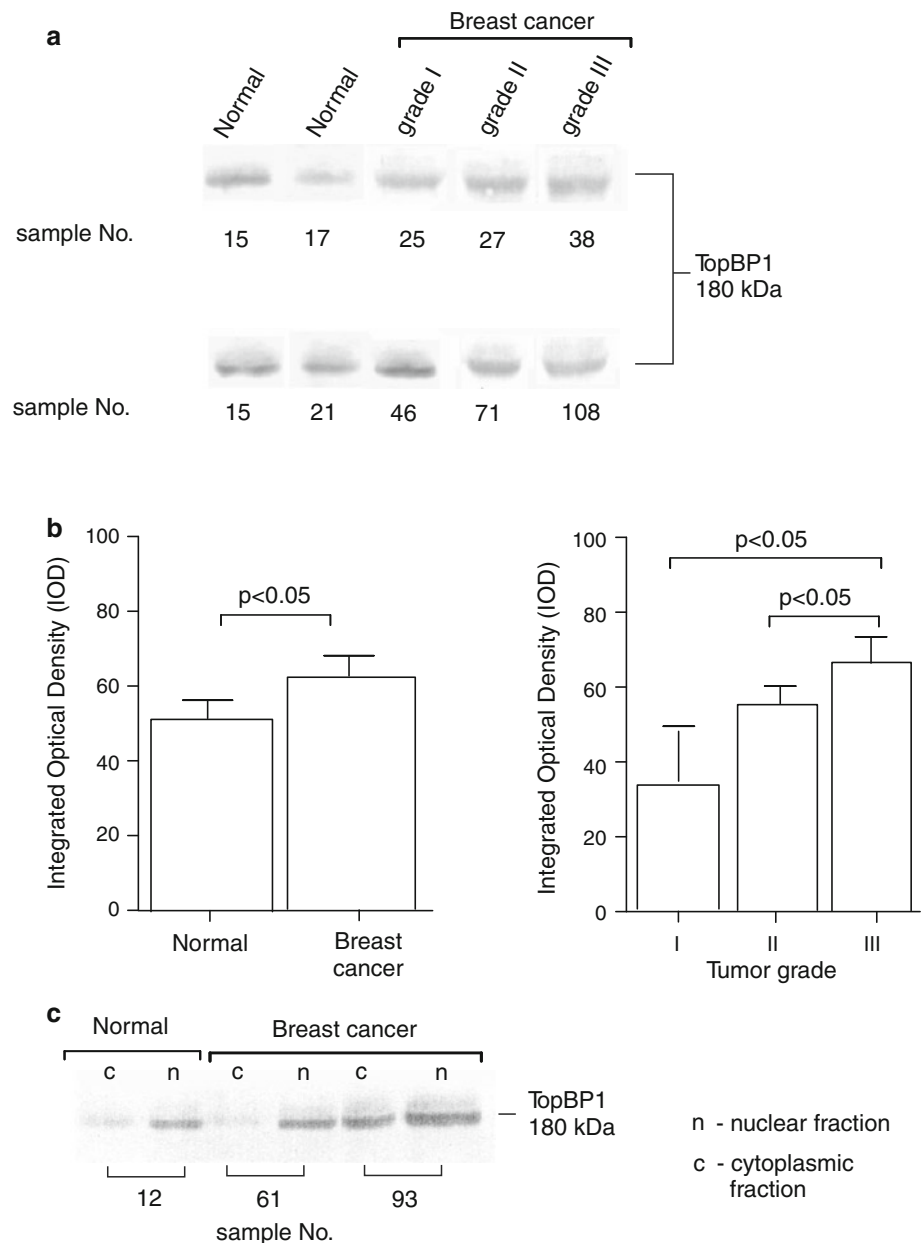 a
Breast cancer
Normal
Normal
grade I
grade II
grade III
sample No.
15 17 25 27 38
TopBP1
180 kDa
sample No.
15 21 46 71 108
b
Integrated Optical Density (IOD)
100
80
60
40
20
0
p<0.05
Normal
Breast
cancer
Integrated Optical Density (IOD)
100
80
60
40
20
0
p<0.05
p<0.05
I II III
Tumor grade
c
Normal
Breast cancer
c n c n c n
TopBP1
180 kDa
12 61 93
sample No.
n - nuclear fraction
c - cytoplasmic
fraction